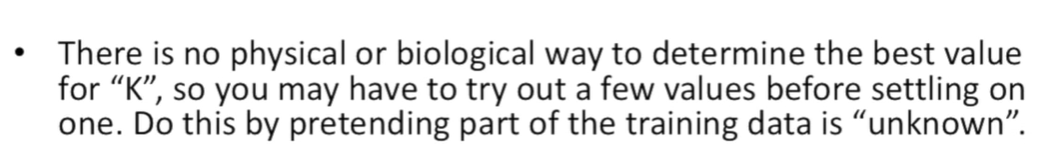 • There is no physical or biological way to determine the best value
for “K”, so you may have to try out a few values before settling on
one. Do this by pretending part of the training data is “unknown”.